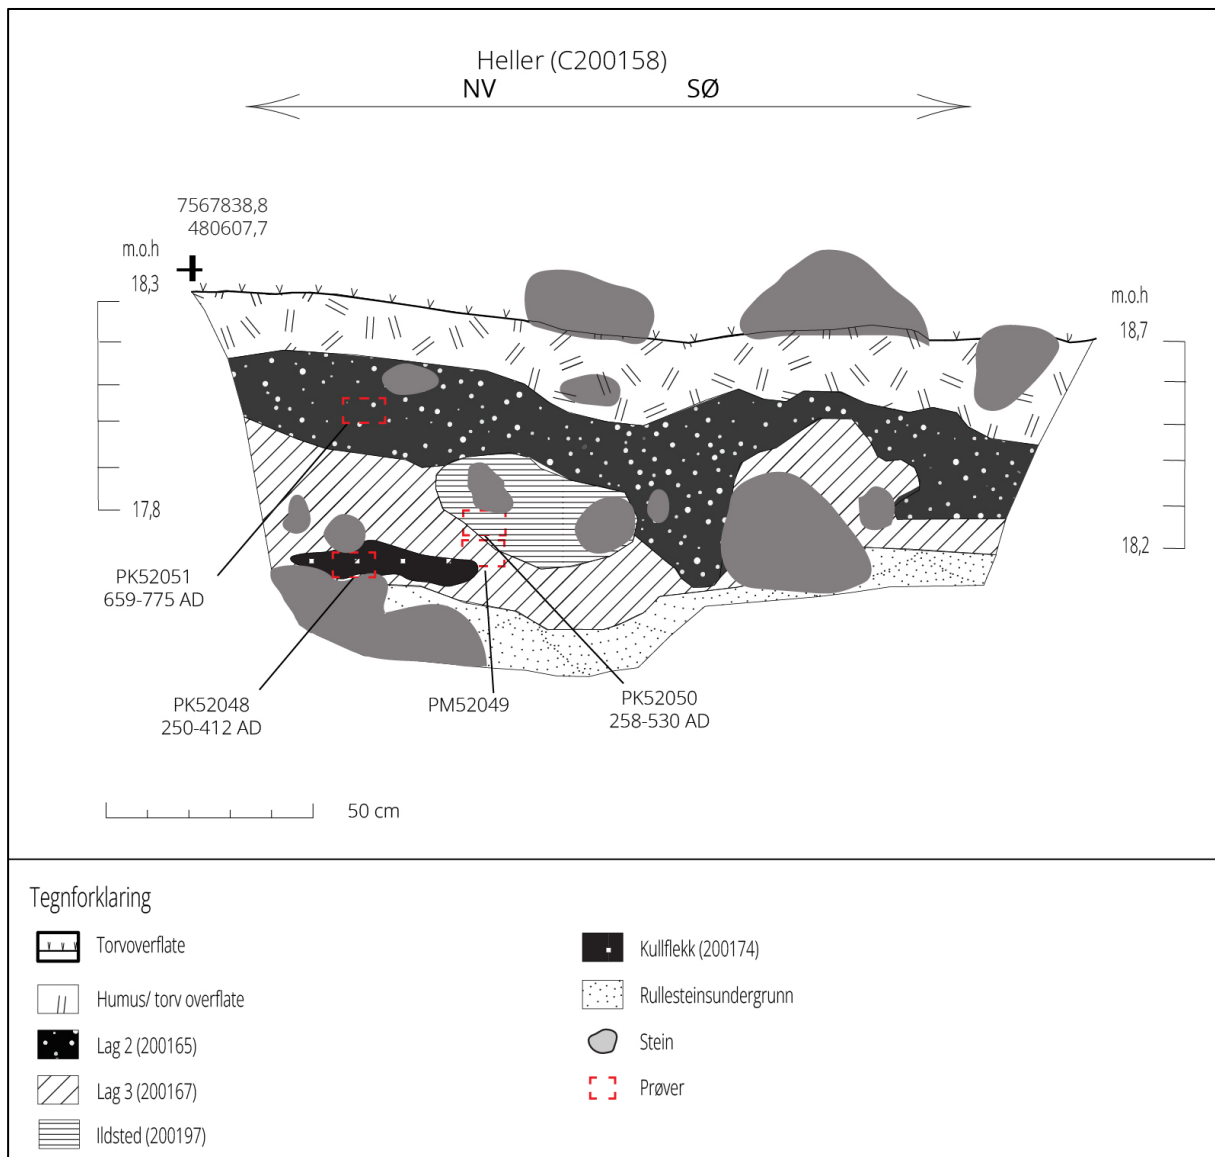 Heller (C200158)
NV SØ
7567838,8
480607,7
m.o.h
18,3
17,8
m.o.h
18,7
18,2
PK52051
659-775 AD
PK52048
250-412 AD
PM52049
PK52050
258-530 AD
50 cm
Tegnforklaring
Torvoverflate
Humus/ torv overflate
Lag 2 (200165)
Lag 3 (200167)
Ildsted (200197)
Kullflekk (200174)
Rullesteinsundergrunn
Stein
Prøver